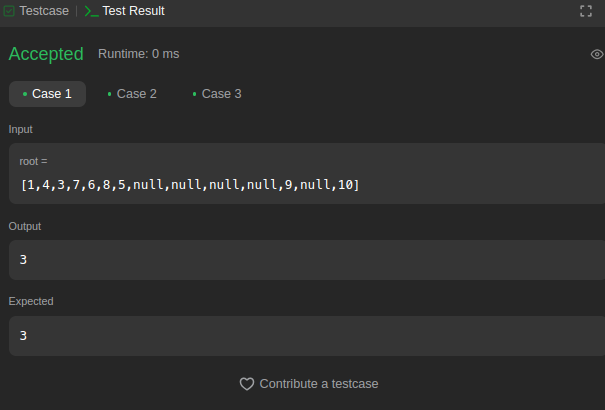 Testcase | >_ Test Result
Accepted Runtime: 0 ms
• Case 1 • Case 2 • Case 3
Input
root =
[1,4,3,7,6,8,5,null,null,null,null,9,null,10]
Output
3
Expected
3
Contribute a testcase